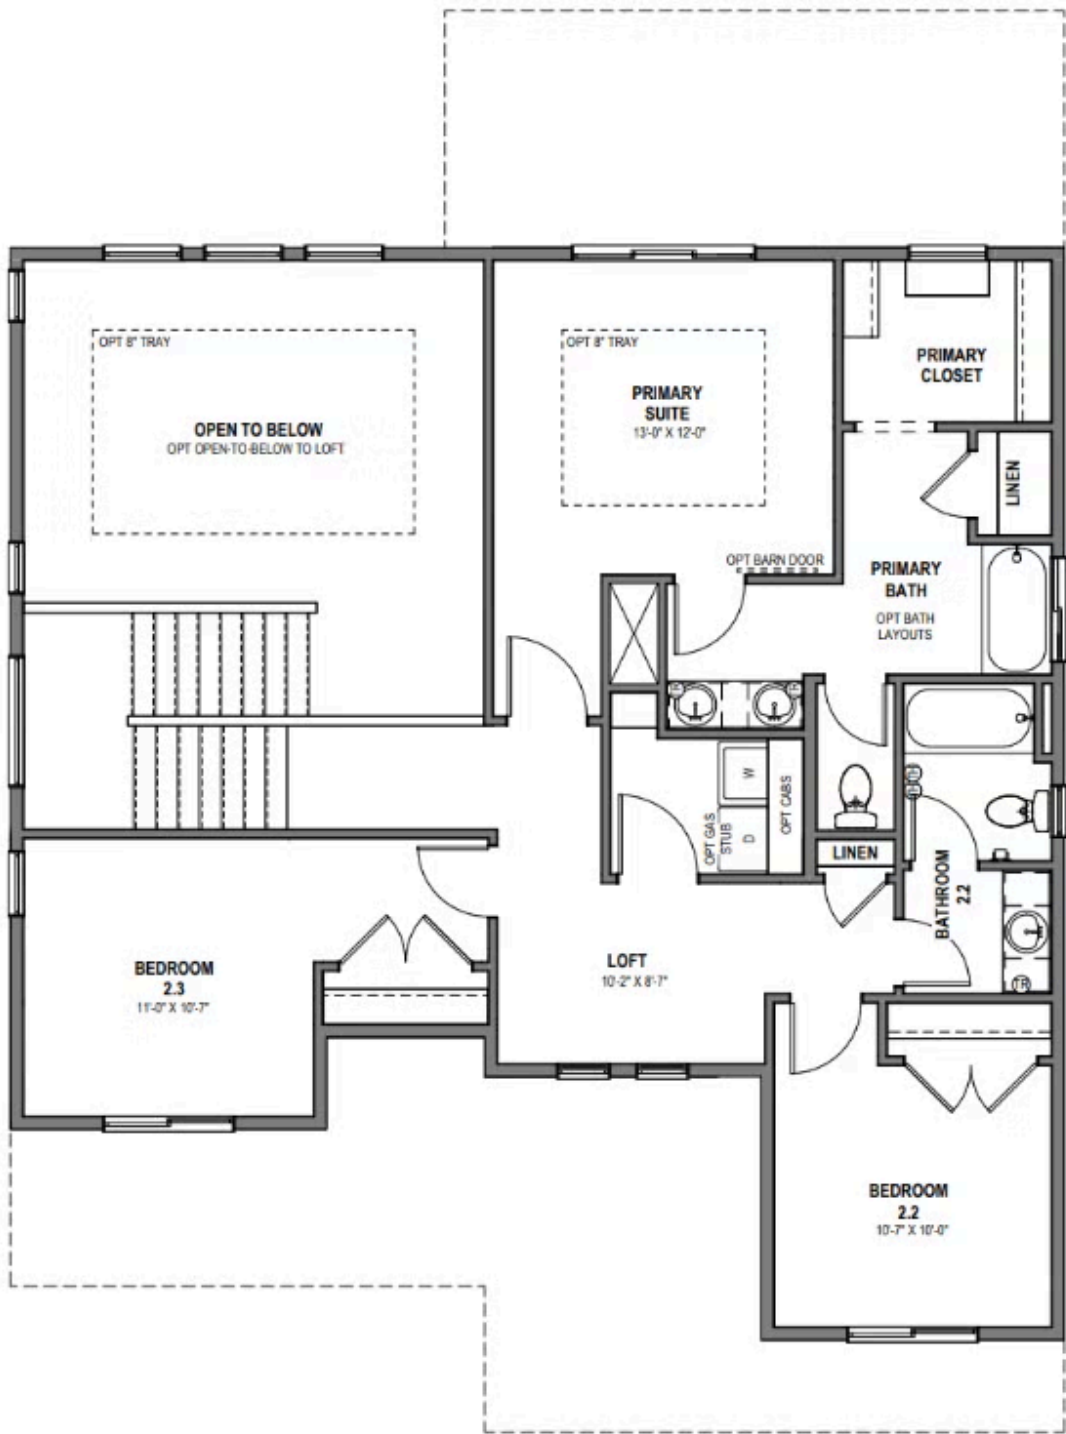 OPT 8" TRAY
OPEN TO BELOW
OPT OPEN-TO-BELOW TO LOFT
OPT 8" TRAY
PRIMARY
SUITE
13'-0" X 12'-0"
PRIMARY
CLOSET
LINEN
OPT BARN DOOR
PRIMARY
BATH
OPT BATH
LAYOUTS
W
D
OPT GAS
STUB
OPT CABS
LINEN
BATHROOM
2.2
TR
BEDROOM
2.3
11'-0" X 10'-7"
LOFT
10'-2" X 8'-7"
BEDROOM
2.2
10'-7" X 10'-0"